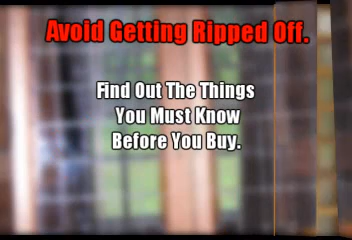 Avoid Getting Ripped Off.
Find Out The Things
You Must Know
Before You Buy.